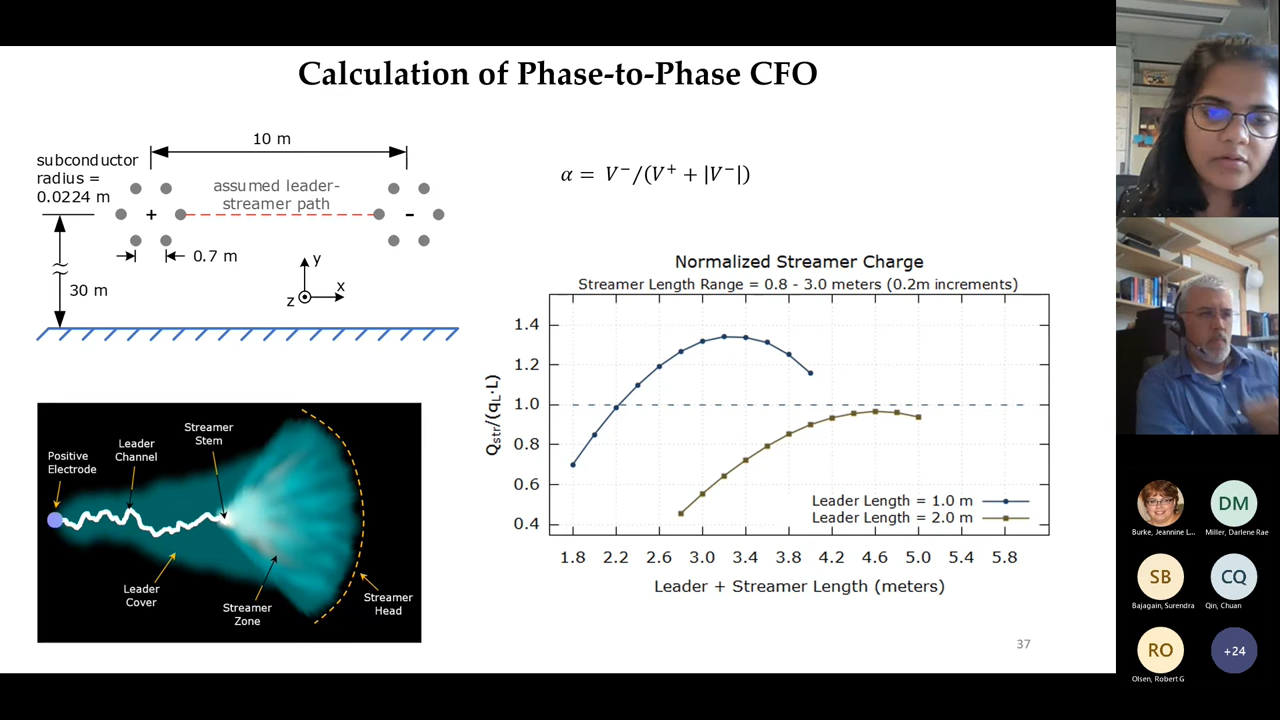 Calculation of Phase-to-Phase CFO
10 m
subconductor
radius =
0.0224 m
assumed leader-
streamer path
+
-
0.7 m
30 m
y
x
z
α = V⁻/(V⁺ + |V⁻|)
Normalized Streamer Charge
Streamer Length Range = 0.8 - 3.0 meters (0.2m increments)
Qstr/(qL·L)
1.4
1.2
1.0
0.8
0.6
0.4
Leader Length = 1.0 m
Leader Length = 2.0 m
1.8 2.2 2.6 3.0 3.4 3.8 4.2 4.6 5.0 5.4 5.8
Leader + Streamer Length (meters)
Positive
Electrode
Leader
Channel
Streamer
Stem
Leader
Cover
Streamer
Zone
Streamer
Head
37
DM
Burke, Jeannine L...
Miller, Darlene Rae
SB
CQ
Bajagain, Surendra
Qin, Chuan
RO
+24
Olsen, Robert G